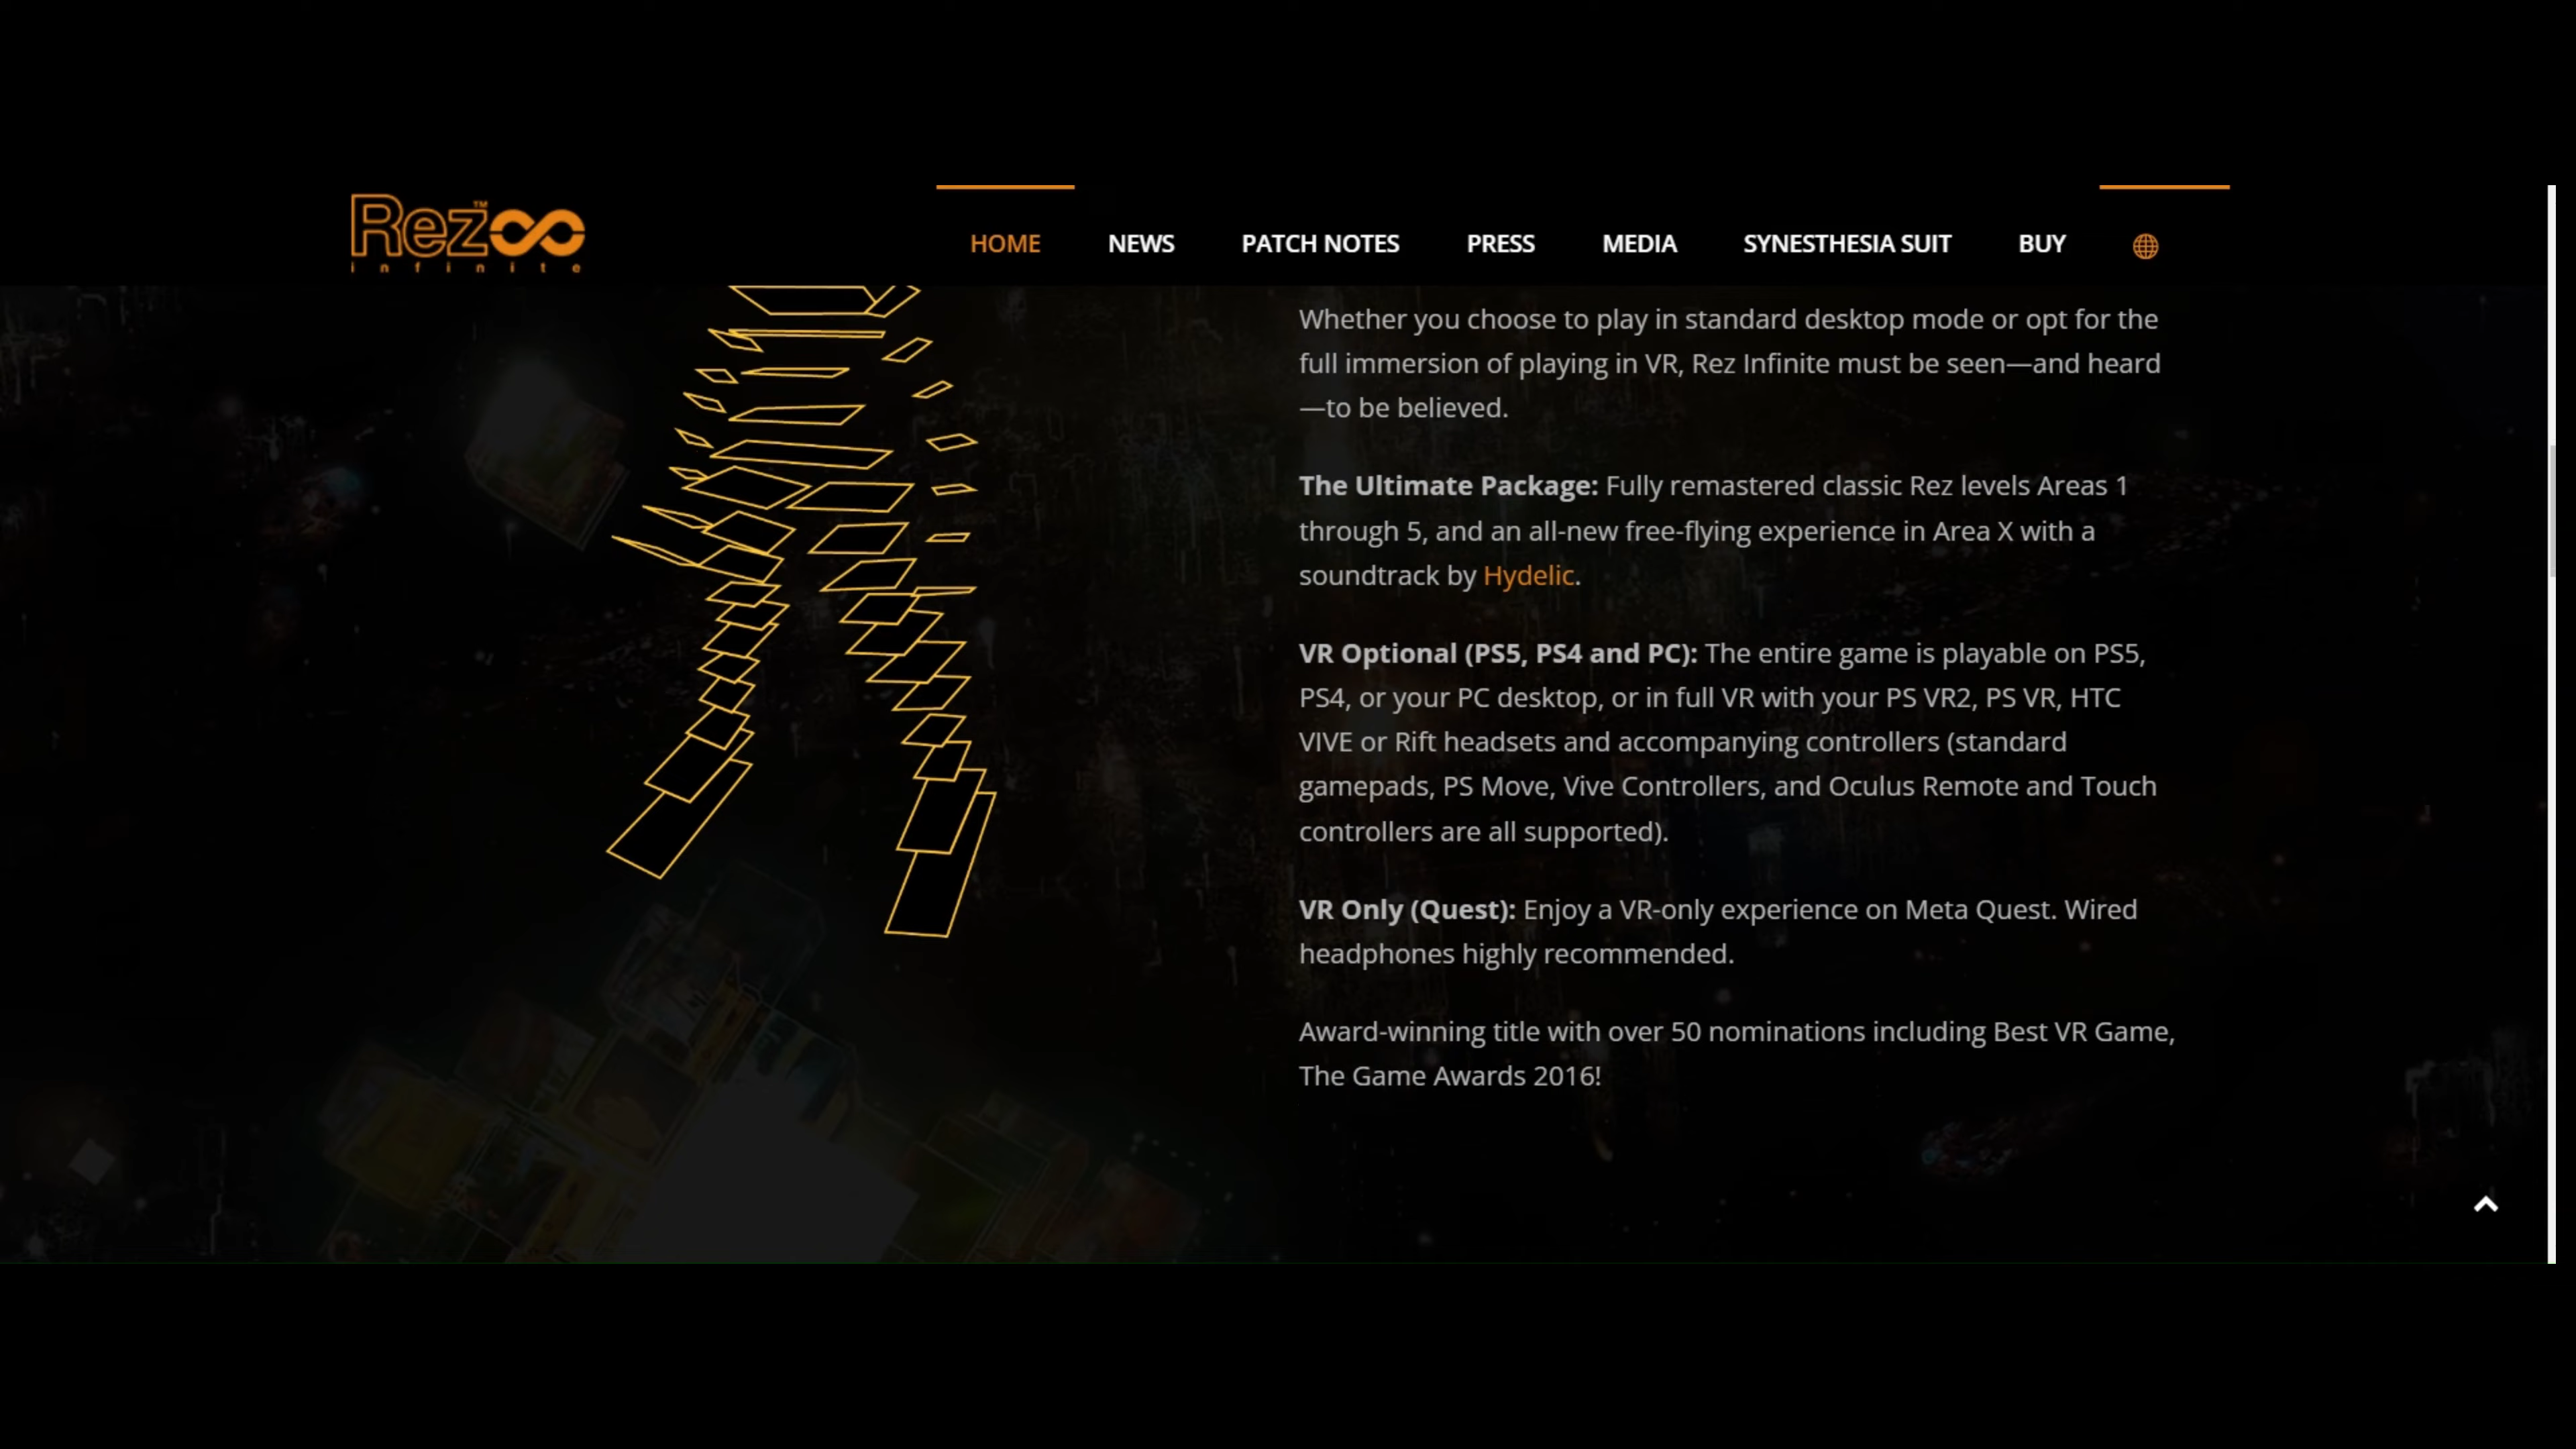 Rez™
infinite
HOME NEWS PATCH NOTES PRESS MEDIA SYNESTHESIA SUIT BUY
Whether you choose to play in standard desktop mode or opt for the
full immersion of playing in VR, Rez Infinite must be seen—and heard
—to be believed.
The Ultimate Package: Fully remastered classic Rez levels Areas 1
through 5, and an all-new free-flying experience in Area X with a
soundtrack by Hydelic.
VR Optional (PS5, PS4 and PC): The entire game is playable on PS5,
PS4, or your PC desktop, or in full VR with your PS VR2, PS VR, HTC
VIVE or Rift headsets and accompanying controllers (standard
gamepads, PS Move, Vive Controllers, and Oculus Remote and Touch
controllers are all supported).
VR Only (Quest): Enjoy a VR-only experience on Meta Quest. Wired
headphones highly recommended.
Award-winning title with over 50 nominations including Best VR Game,
The Game Awards 2016!